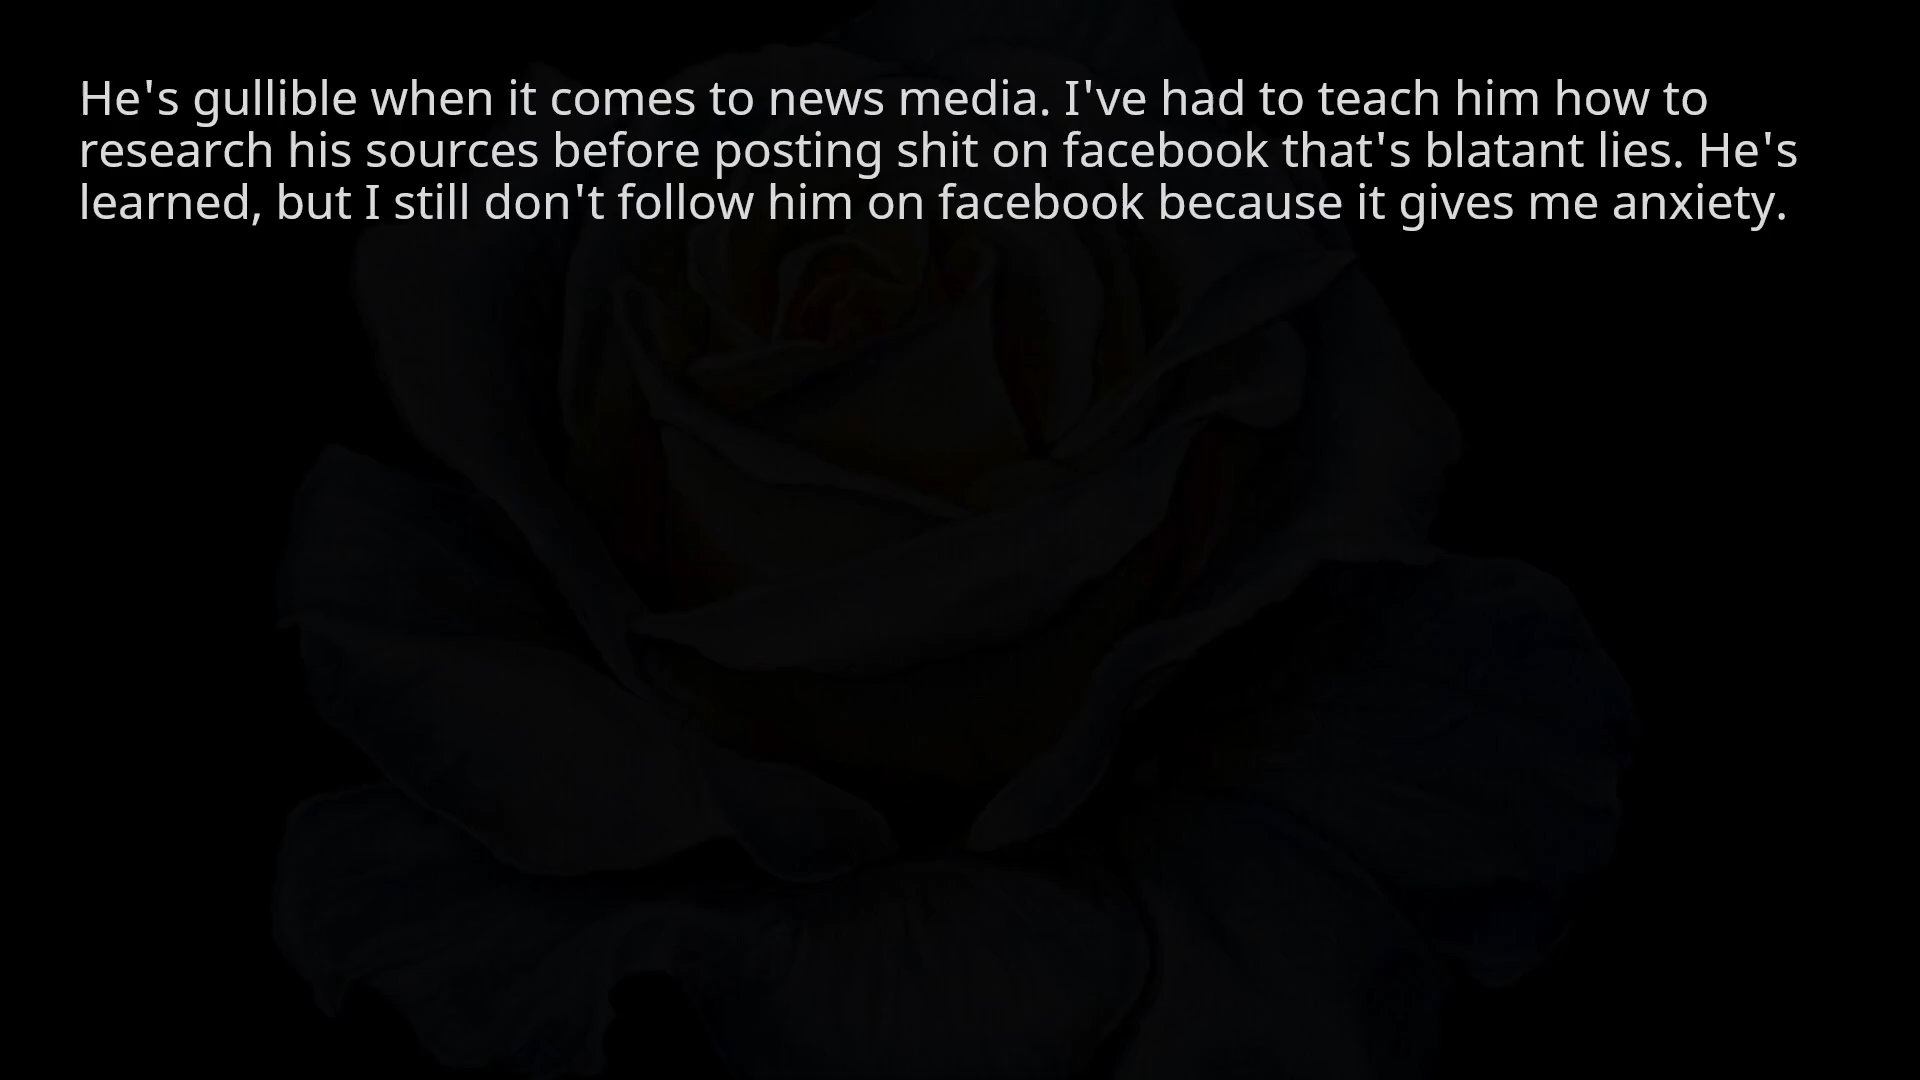 He's gullible when it comes to news media. I've had to teach him how to
research his sources before posting shit on facebook that's blatant lies. He's
learned, but I still don't follow him on facebook because it gives me anxiety.